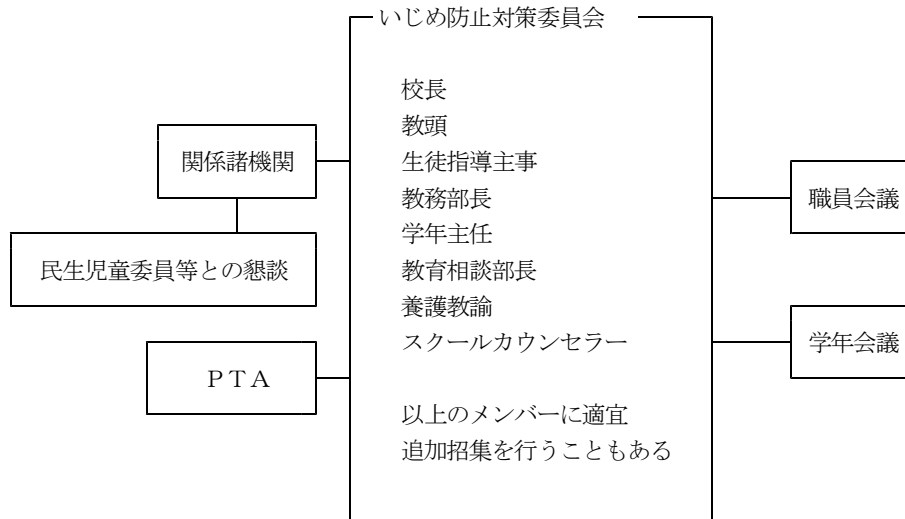 いじめ防止対策委員会
校長
教頭
生徒指導主事
教務部長
学年主任
教育相談部長
養護教諭
スクールカウンセラー
以上のメンバーに適宜
追加招集を行うこともある
関係諸機関
民生児童委員等との懇談
ＰＴＡ
職員会議
学年会議